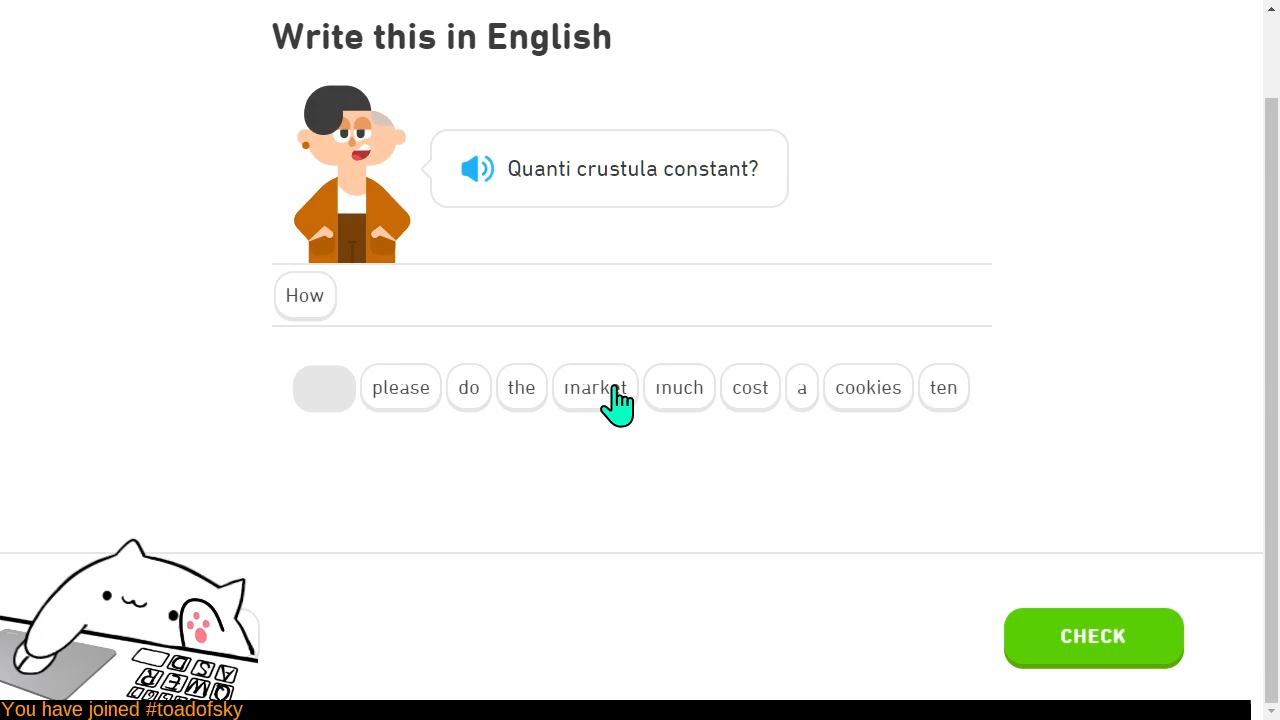 Write this in English
Quanti crustula constant?
How
please do the market much cost a cookies ten
CHECK
You have joined #toadofsky